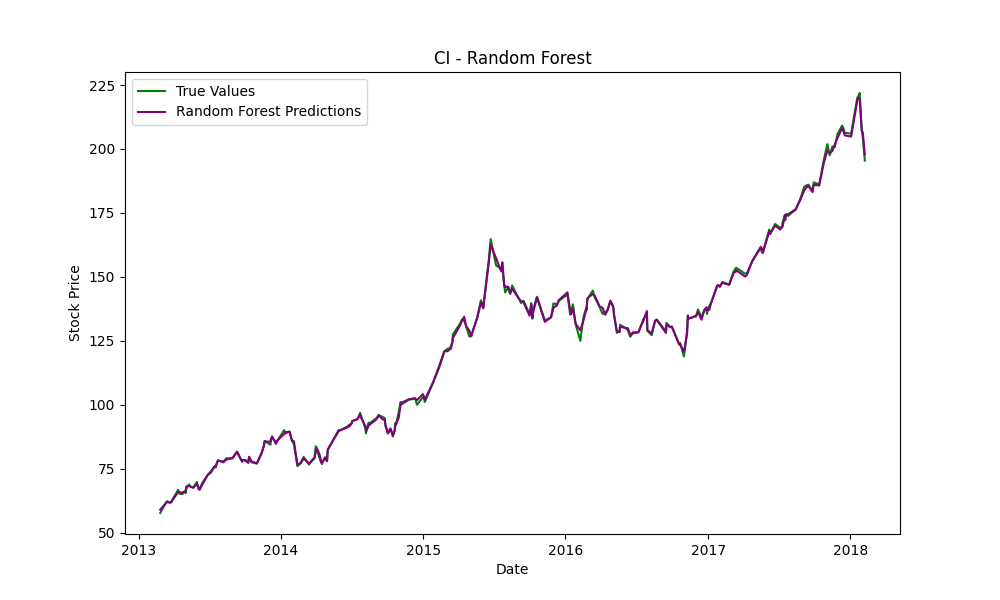 CI - Random Forest
True Values
Random Forest Predictions
225
200
175
150
125
100
75
50
Stock Price
2013 2014 2015 2016 2017 2018
Date